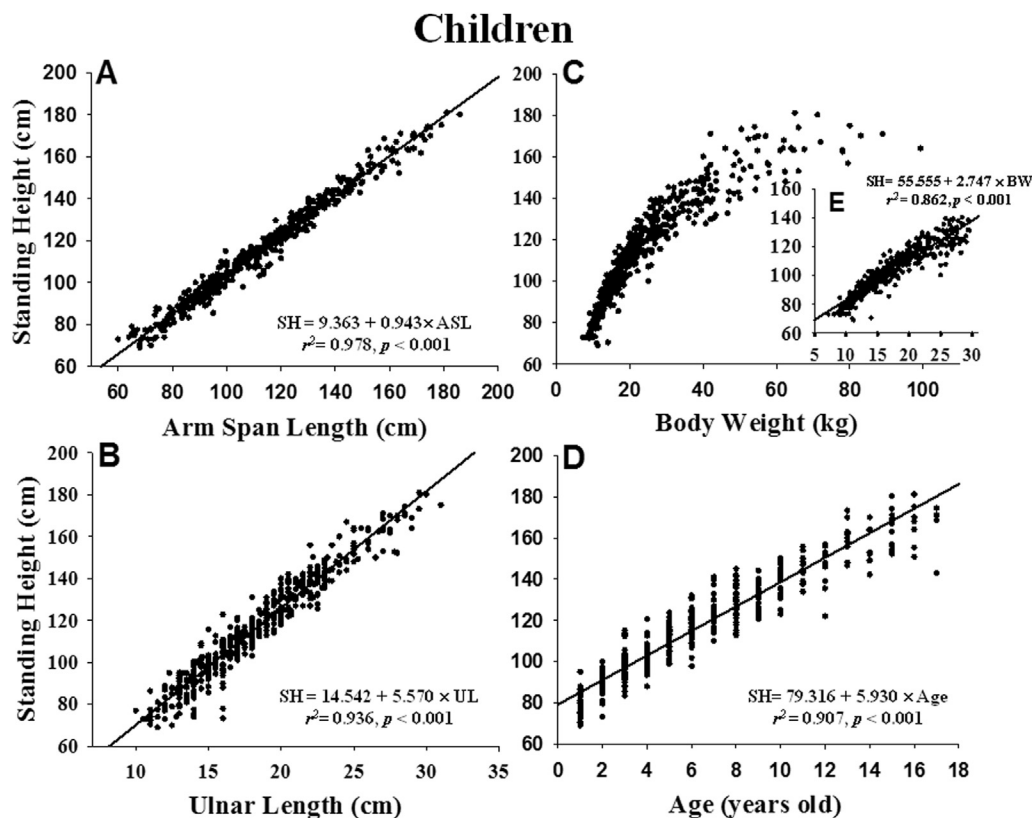 Children
A
Standing Height (cm)
200
180
160
140
120
100
80
60
SH = 9.363 + 0.943× ASL
r² = 0.978, p < 0.001
60 80 100 120 140 160 180 200
Arm Span Length (cm)
C
200
180
160
140
120
100
80
60
0 20 40 60 80 100
Body Weight (kg)
E
SH= 55.555 + 2.747 × BW
r² = 0.862, p < 0.001
160
140
120
100
80
60
5 10 15 20 25 30
B
Standing Height (cm)
200
180
160
140
120
100
80
60
SH = 14.542 + 5.570 × UL
r² = 0.936, p < 0.001
10 15 20 25 30 35
Ulnar Length (cm)
D
200
180
160
140
120
100
80
60
SH= 79.316 + 5.930 × Age
r² = 0.907, p < 0.001
0 2 4 6 8 10 12 14 16 18
Age (years old)